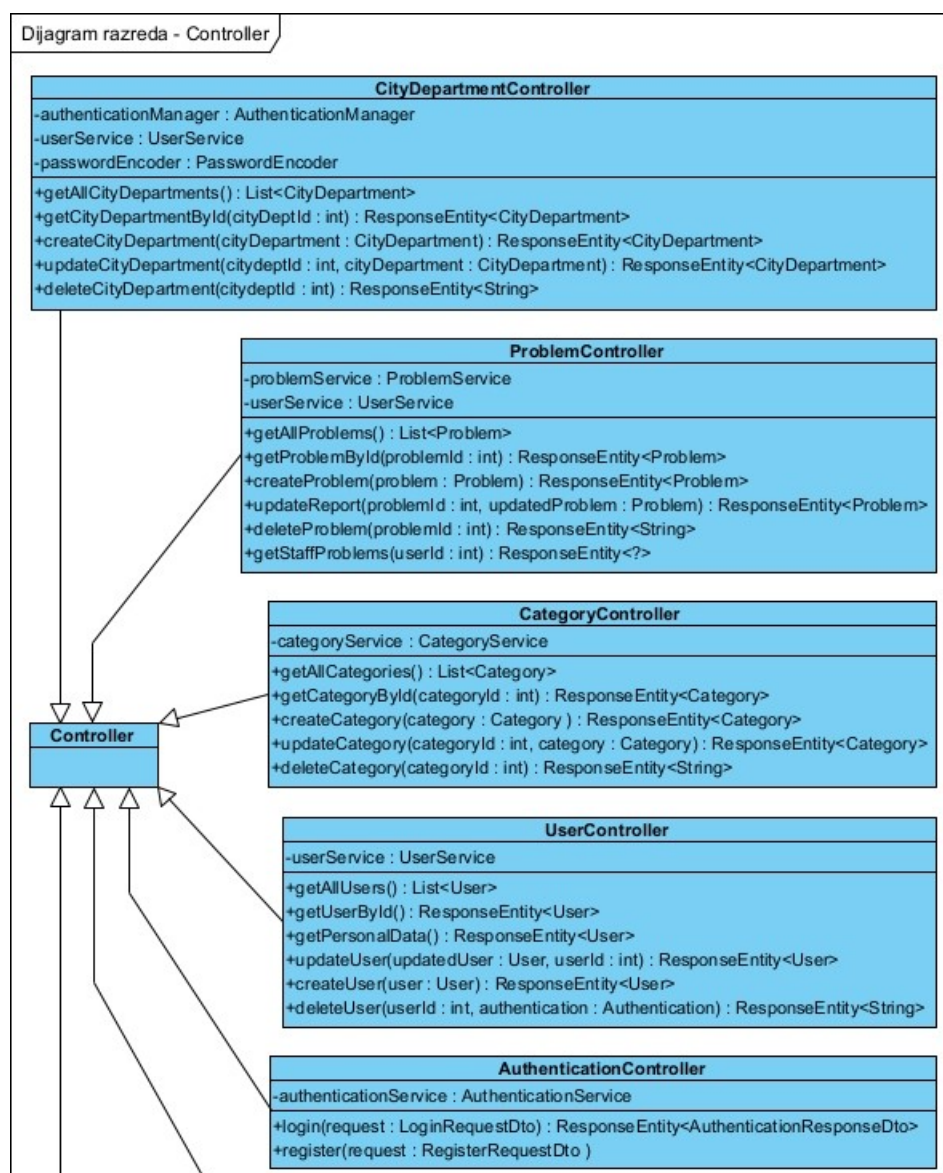 Dijagram razreda - Controller
CityDepartmentController
-authenticationManager : AuthenticationManager
-userService : UserService
-passwordEncoder : PasswordEncoder
+getAllCityDepartments() : List<CityDepartment>
+getCityDepartmentById(cityDeptId : int) : ResponseEntity<CityDepartment>
+createCityDepartment(cityDepartment : CityDepartment) : ResponseEntity<CityDepartment>
+updateCityDepartment(citydeptId : int, cityDepartment : CityDepartment) : ResponseEntity<CityDepartment>
+deleteCityDepartment(citydeptId : int) : ResponseEntity<String>
ProblemController
-problemService : ProblemService
-userService : UserService
+getAllProblems() : List<Problem>
+getProblemById(problemId : int) : ResponseEntity<Problem>
+createProblem(problem : Problem) : ResponseEntity<Problem>
+updateReport(problemId : int, updatedProblem : Problem) : ResponseEntity<Problem>
+deleteProblem(problemId : int) : ResponseEntity<String>
+getStaffProblems(userId : int) : ResponseEntity<?>
CategoryController
-categoryService : CategoryService
+getAllCategories() : List<Category>
+getCategoryById(categoryId : int) : ResponseEntity<Category>
+createCategory(category : Category ) : ResponseEntity<Category>
+updateCategory(categoryId : int, category : Category) : ResponseEntity<Category>
+deleteCategory(categoryId : int) : ResponseEntity<String>
Controller
UserController
-userService : UserService
+getAllUsers() : List<User>
+getUserById() : ResponseEntity<User>
+getPersonalData() : ResponseEntity<User>
+updateUser(updatedUser : User, userId : int) : ResponseEntity<User>
+createUser(user : User) : ResponseEntity<User>
+deleteUser(userId : int, authentication : Authentication) : ResponseEntity<String>
AuthenticationController
-authenticationService : AuthenticationService
+login(request : LoginRequestDto) : ResponseEntity<AuthenticationResponseDto>
+register(request : RegisterRequestDto )